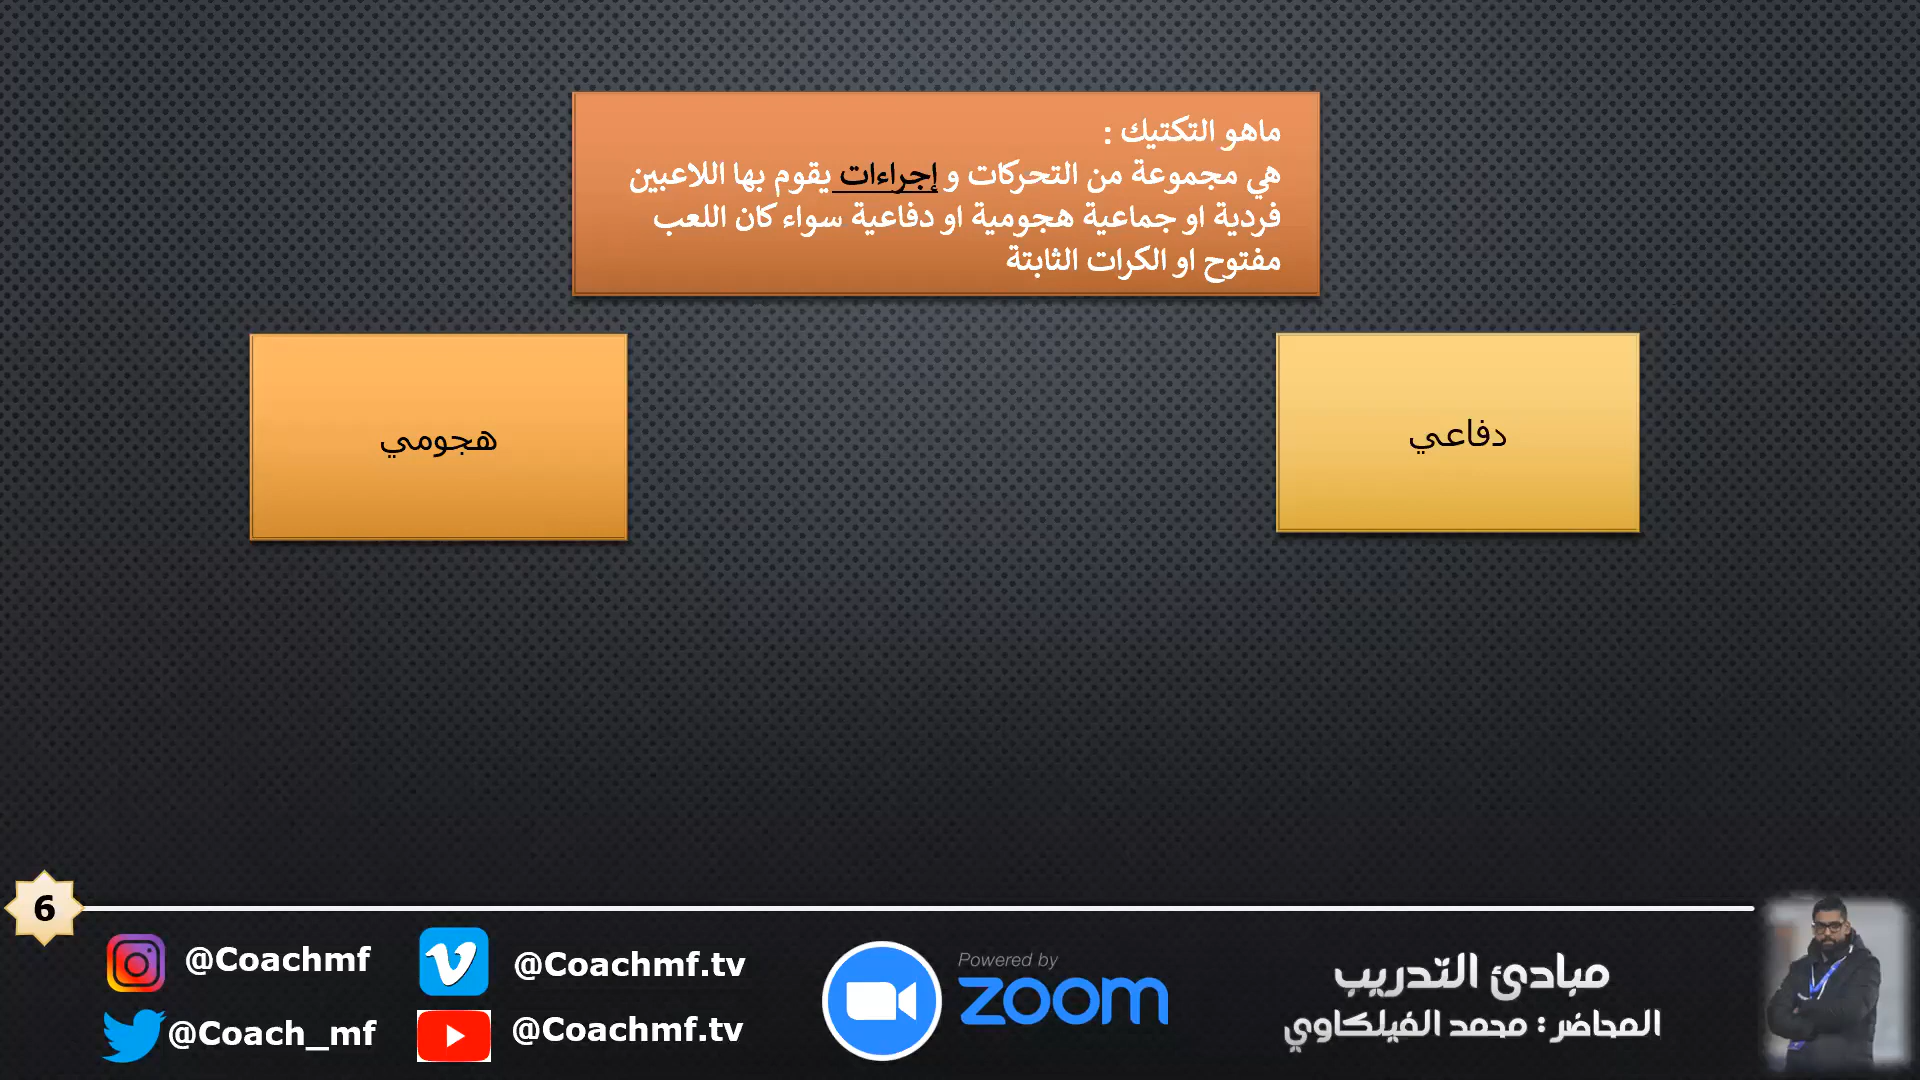 ماهو التكتيك :
هي مجموعة من التحركات و إجراءات يقوم بها اللاعبين
فردية او جماعية هجومية او دفاعية سواء كان اللعب
مفتوح او الكرات الثابتة
دفاعي
هجومي
6
@Coachmf
@Coachmf.tv
@Coach_mf
@Coachmf.tv
Powered by
zoom
مبادئ التدريب
المحاضر : محمد الفيلكاوي